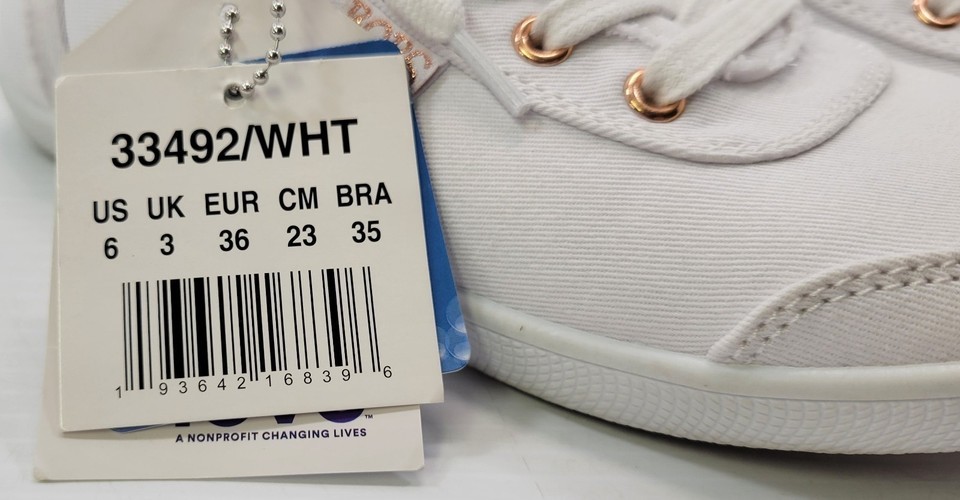 33492/WHT
US UK EUR CM BRA
6 3 36 23 35
1 93642 16839 6
™
A NONPROFIT CHANGING LIVES